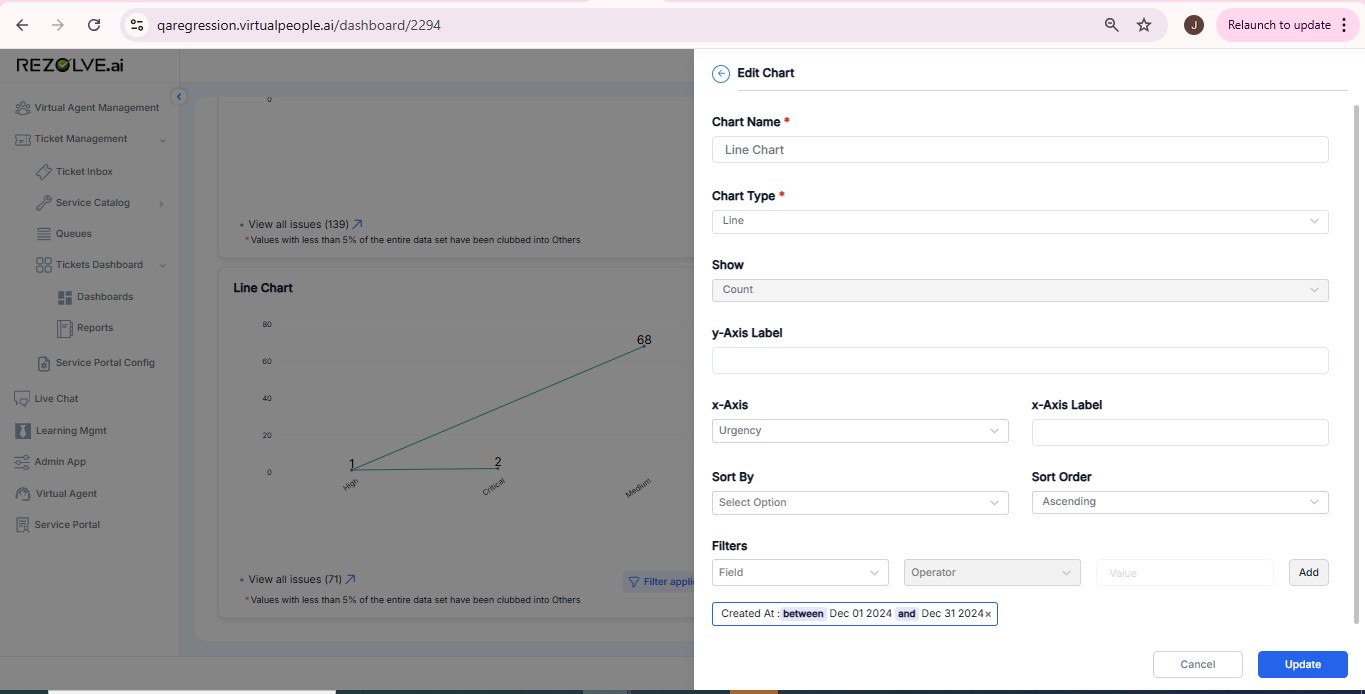 qaregression.virtualpeople.ai/dashboard/2294
J
Relaunch to update
REZOLVE.ai
Virtual Agent Management
Ticket Management
Ticket Inbox
Service Catalog
Queues
Tickets Dashboard
Dashboards
Reports
Service Portal Config
Live Chat
Learning Mgmt
Admin App
Virtual Agent
Service Portal
0
• View all issues (139)
*Values with less than 5% of the entire data set have been clubbed into Others
Line Chart
80
60
40
20
0
1
2
68
High
Critical
Medium
• View all issues (71)
Filter appli
*Values with less than 5% of the entire data set have been clubbed into Others
Edit Chart
Chart Name *
Line Chart
Chart Type *
Line
Show
Count
y-Axis Label
x-Axis
x-Axis Label
Urgency
Sort By
Sort Order
Select Option
Ascending
Filters
Field
Operator
Value
Add
Created At : between Dec 01 2024 and Dec 31 2024×
Cancel
Update